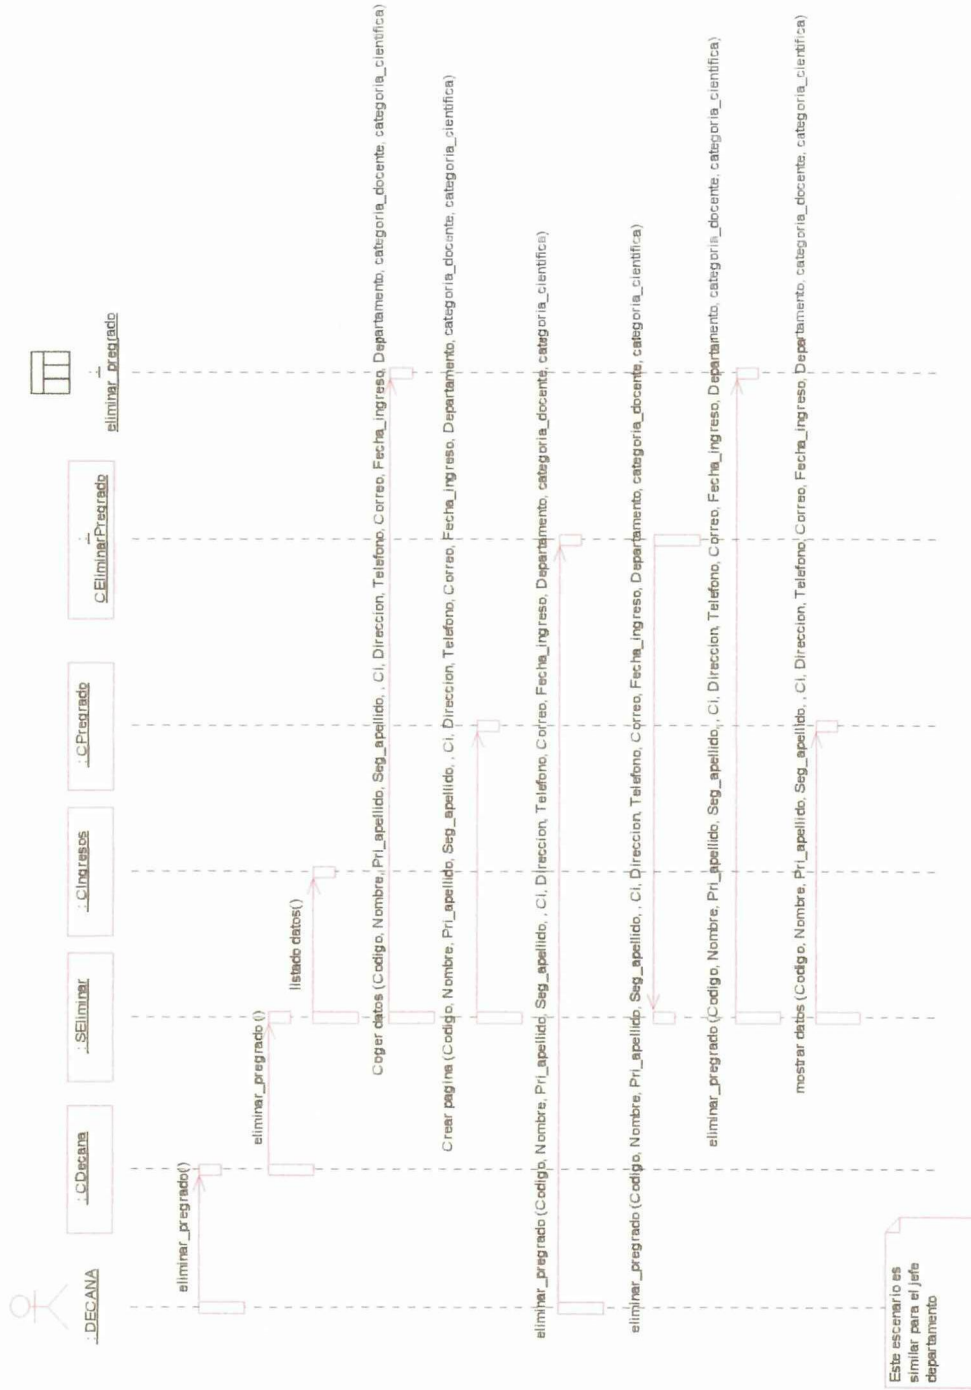 : DECANA
: CDecana
: SEliminar
: CIngresos
: CPregrado
:
CEliminarPregrado
:
eliminar_pregrado
eliminar_pregrado()
eliminar_pregrado ()
listado datos()
Coger datos (Codigo, Nombre, Pri_apellido, Seg_apellido, , Ci, Direccion, Telefono, Correo, Fecha_ingreso, Departamento, categoria_docente, categoria_cientifica)
Crear pagina (Codigo, Nombre, Pri_apellido, Seg_apellido, , Ci, Direccion, Telefono, Correo, Fecha_ingreso, Departamento, categoria_docente, categoria_cientifica)
eliminar_pregrado (Codigo, Nombre, Pri_apellido, Seg_apellido, , Ci, Direccion, Telefono, Correo, Fecha_ingreso, Departamento, categoria_docente, categoria_cientifica)
eliminar_pregrado (Codigo, Nombre, Pri_apellido, Seg_apellido, , Ci, Direccion, Telefono, Correo, Fecha_ingreso, Departamento, categoria_docente, categoria_cientifica)
eliminar_pregrado (Codigo, Nombre, Pri_apellido, Seg_apellido, , Ci, Direccion, Telefono, Correo, Fecha_ingreso, Departamento, categoria_docente, categoria_cientifica)
mostrar datos (Codigo, Nombre, Pri_apellido, Seg_apellido, , Ci, Direccion, Telefono, Correo, Fecha_ingreso, Departamento, categoria_docente, categoria_cientifica)
Este escenario es
similar para el jefe
departamento